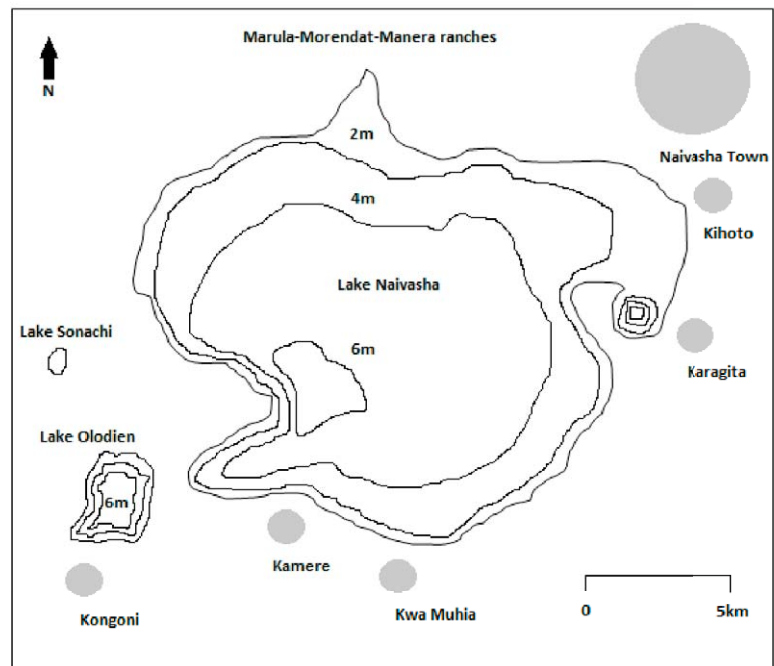 Marula-Morendat-Manera ranches
N
2m
Naivasha Town
4m
Kihoto
Lake Naivasha
Lake Sonachi
6m
Karagita
Lake Olodien
6m
Kamere
Kongoni
Kwa Muhia
0 5km